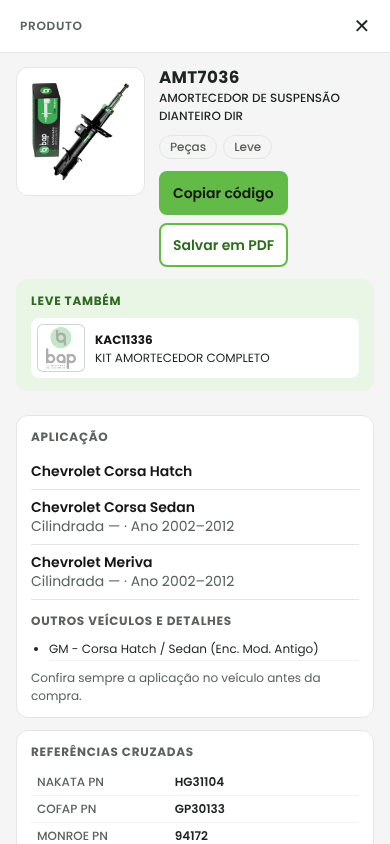 PRODUTO
AMT7036
AMORTECEDOR DE SUSPENSÃO
DIANTEIRO DIR
Peças
Leve
Copiar código
Salvar em PDF
LEVE TAMBÉM
bap
KAC11336
KIT AMORTECEDOR COMPLETO
APLICAÇÃO
Chevrolet Corsa Hatch
Chevrolet Corsa Sedan
Cilindrada — · Ano 2002–2012
Chevrolet Meriva
Cilindrada — · Ano 2002–2012
OUTROS VEÍCULOS E DETALHES
• GM - Corsa Hatch / Sedan (Enc. Mod. Antigo)
Confira sempre a aplicação no veículo antes da
compra.
REFERÊNCIAS CRUZADAS
NAKATA PN HG31104
COFAP PN GP30133
MONROE PN 94172